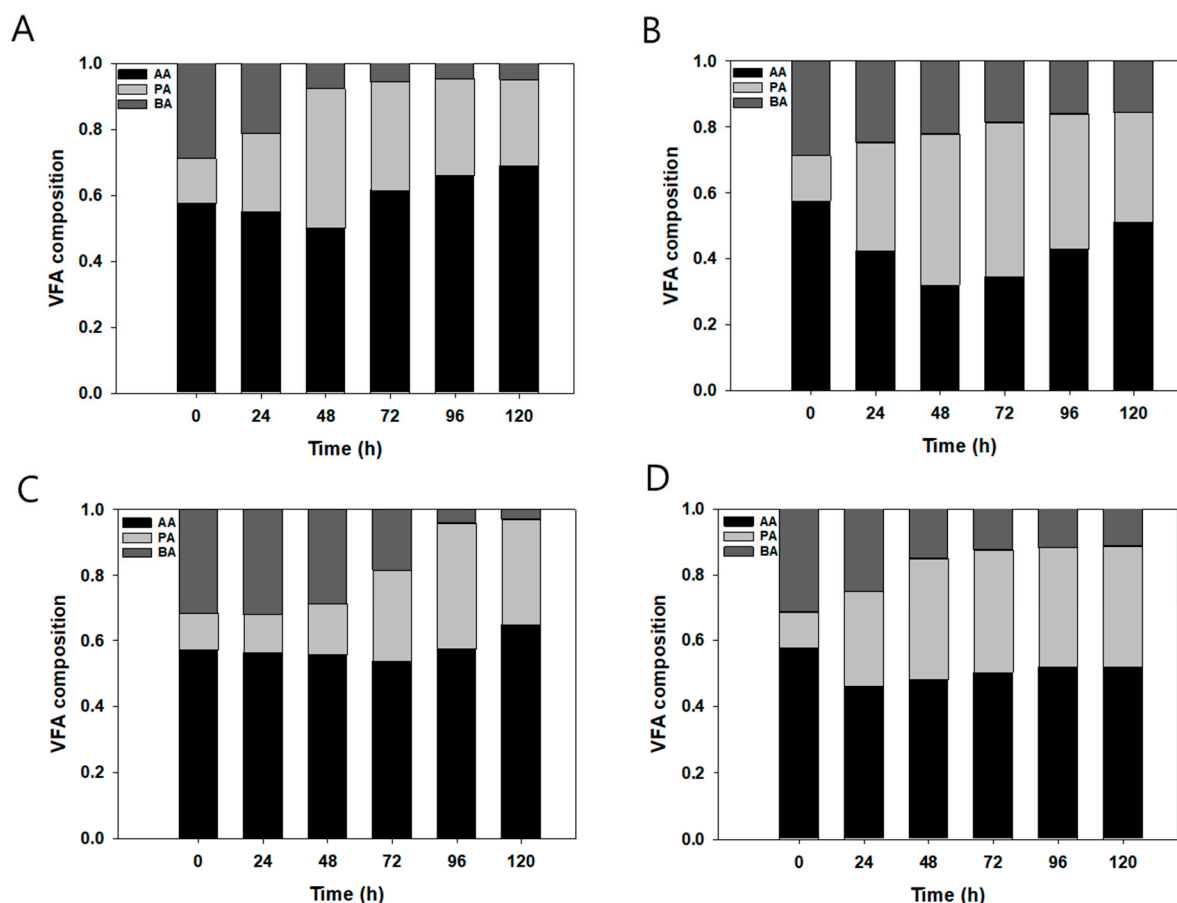 A
VFA composition
1.0
0.8
0.6
0.4
0.2
0.0
AA
PA
BA
0 24 48 72 96 120
Time (h)
B
VFA composition
1.0
0.8
0.6
0.4
0.2
0.0
AA
PA
BA
0 24 48 72 96 120
Time (h)
C
VFA composition
1.0
0.8
0.6
0.4
0.2
0.0
AA
PA
BA
0 24 48 72 96 120
Time (h)
D
VFA composition
1.0
0.8
0.6
0.4
0.2
0.0
AA
PA
BA
0 24 48 72 96 120
Time (h)